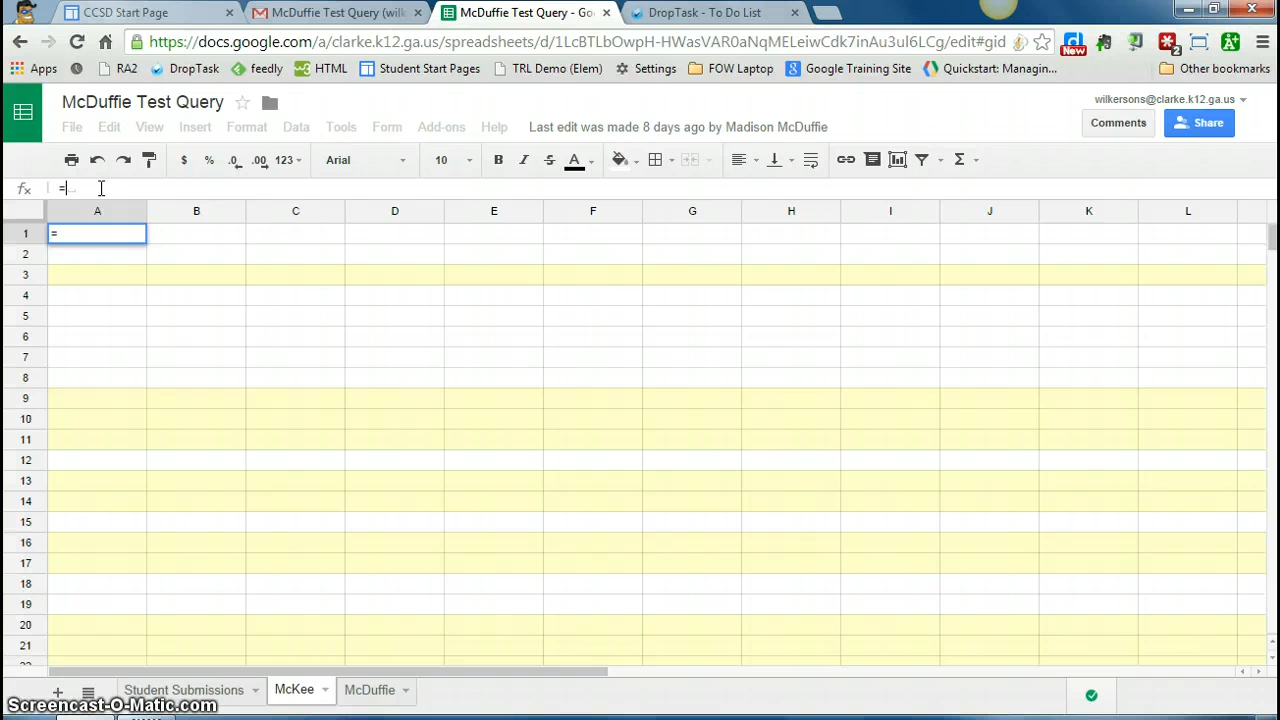 CCSD Start Page
McDuffie Test Query (wilk
McDuffie Test Query - Go
DropTask - To Do List
https://docs.google.com/a/clarke.k12.ga.us/spreadsheets/d/1LcBTLbOwpH-HWasVAR0aNqMELeiwCdk7inAu3ul6LCg/edit#gid
New
2
Apps
RA2
DropTask
feedly
HTML
Student Start Pages
TRL Demo (Elem)
Settings
FOW Laptop
Google Training Site
Quickstart: Managin...
Other bookmarks
McDuffie Test Query
wilkersons@clarke.k12.ga.us
File Edit View Insert Format Data Tools Form Add-ons Help
Last edit was made 8 days ago by Madison McDuffie
Comments
Share
$ % .0 .00 123
Arial
10
B I S A
Σ
fx =
A B C D E F G H I J K L
1 =
2
3
4
5
6
7
8
9
10
11
12
13
14
15
16
17
18
19
20
21
22
+ Student Submissions McKee McDuffie
Screencast-O-Matic.com